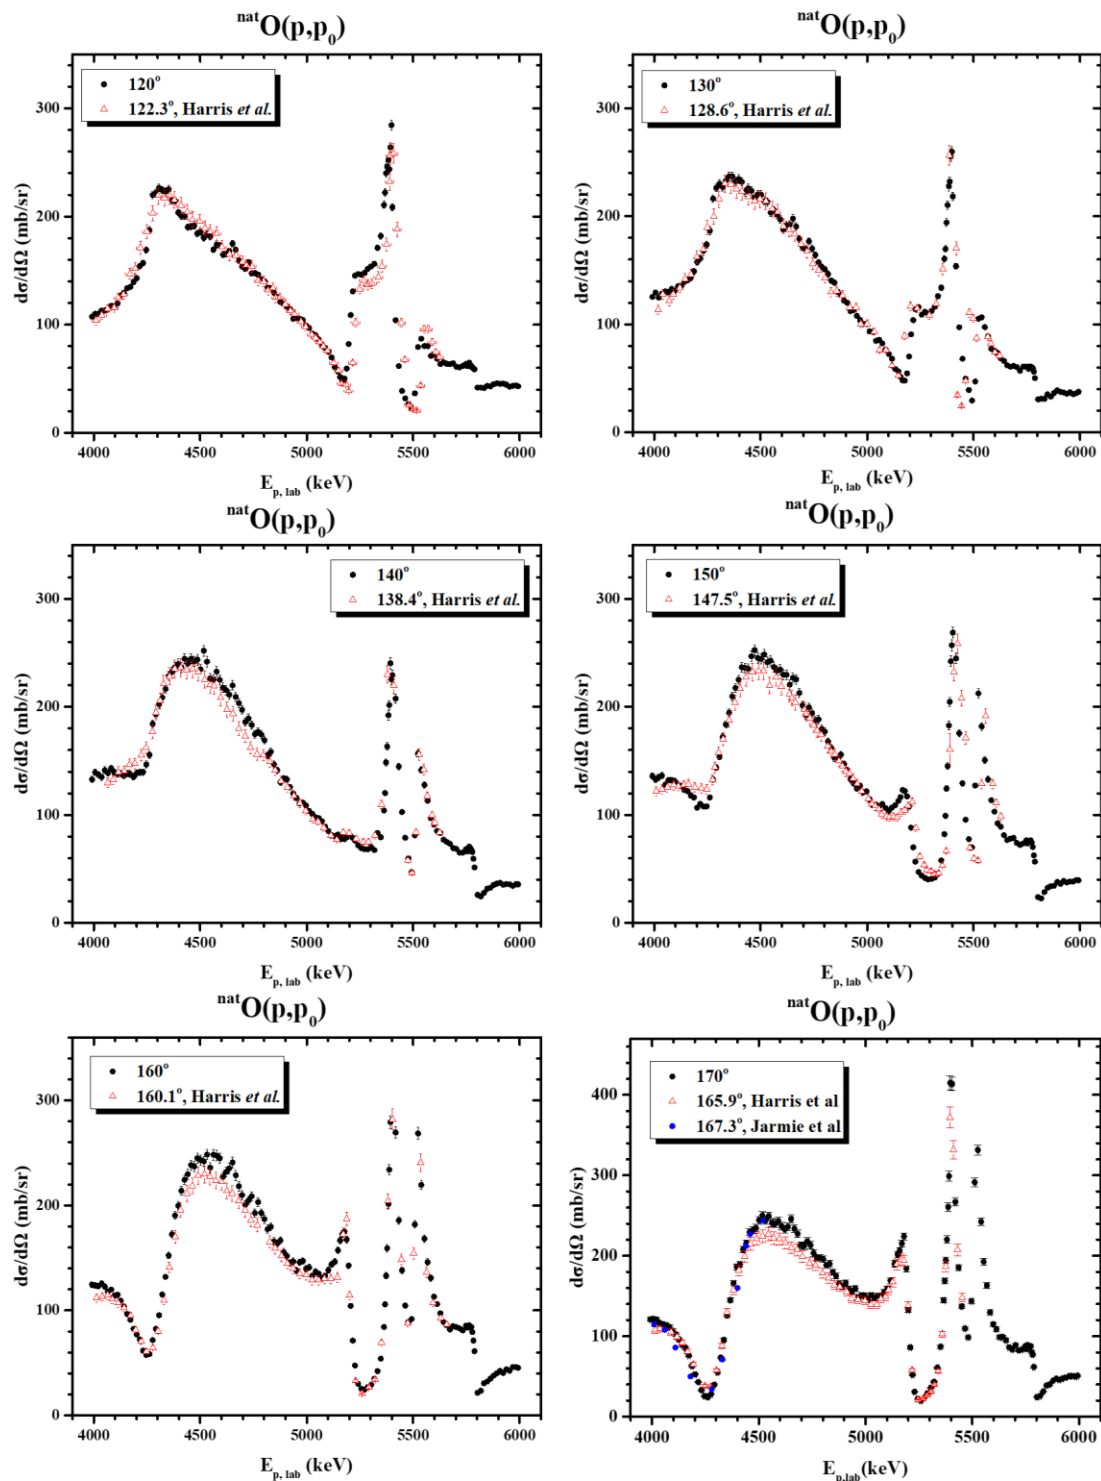 natO(p,p0)
120°
122.3°, Harris et al.
dσ/dΩ (mb/sr)
300
200
100
0
4000 4500 5000 5500 6000
Ep, lab (keV)
natO(p,p0)
130°
128.6°, Harris et al.
dσ/dΩ (mb/sr)
300
200
100
0
4000 4500 5000 5500 6000
Ep, lab (keV)
natO(p,p0)
140°
138.4°, Harris et al.
dσ/dΩ (mb/sr)
300
200
100
0
4000 4500 5000 5500 6000
Ep, lab (keV)
natO(p,p0)
150°
147.5°, Harris et al.
dσ/dΩ (mb/sr)
300
200
100
0
4000 4500 5000 5500 6000
Ep, lab (keV)
natO(p,p0)
160°
160.1°, Harris et al.
dσ/dΩ (mb/sr)
300
200
100
0
4000 4500 5000 5500 6000
Ep, lab (keV)
natO(p,p0)
170°
165.9°, Harris et al
167.3°, Jarmie et al
dσ/dΩ (mb/sr)
400
300
200
100
0
4000 4500 5000 5500 6000
Ep,lab (keV)